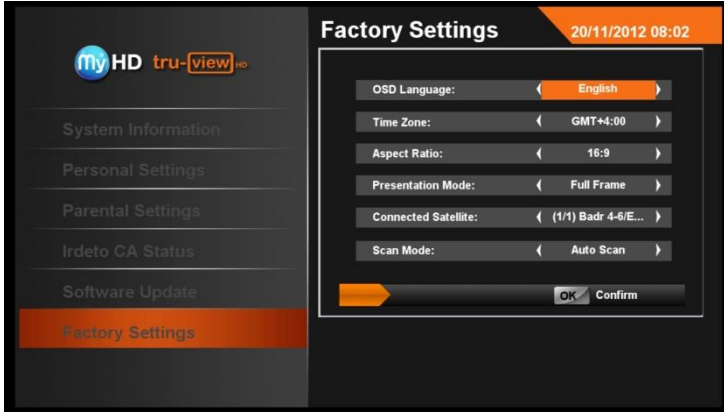 my HD tru-view HD
System Information
Personal Settings
Parental Settings
Irdeto CA Status
Software Update
Factory Settings
Factory Settings
20/11/2012 08:02
OSD Language: English
Time Zone: GMT+4:00
Aspect Ratio: 16:9
Presentation Mode: Full Frame
Connected Satellite: (1/1) Badr 4-6/E...
Scan Mode: Auto Scan
OK Confirm